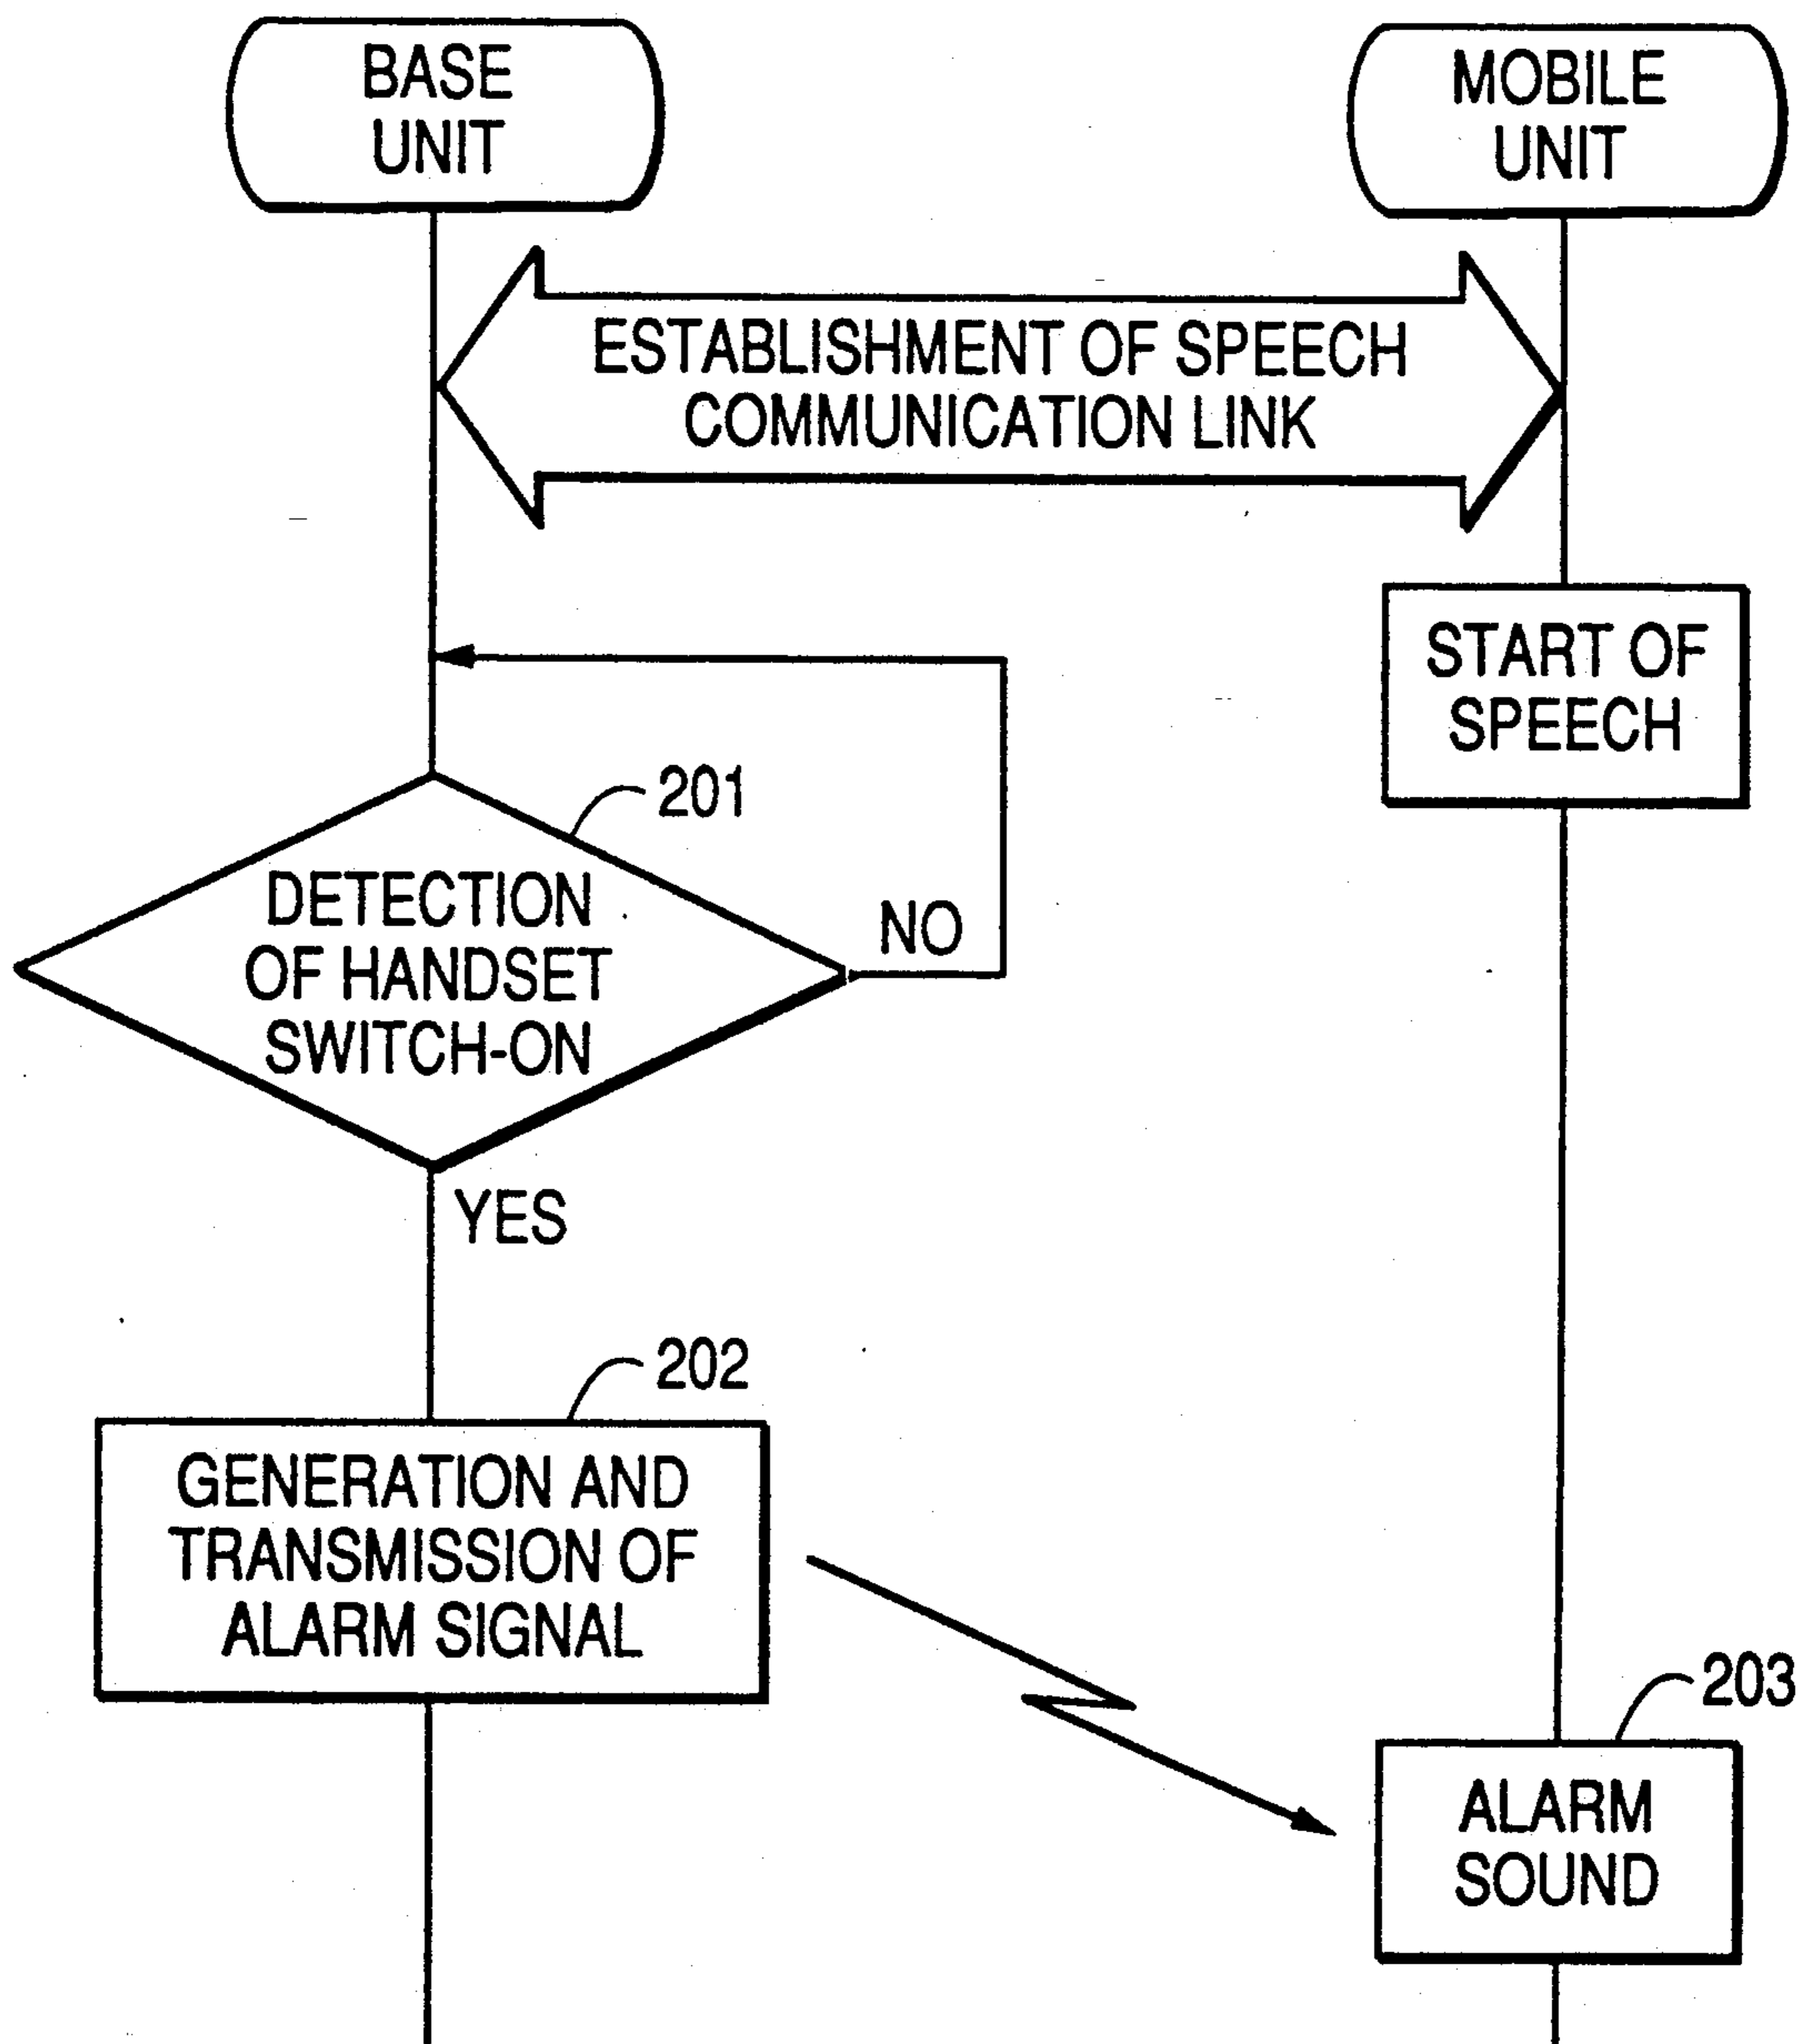 BASE
UNIT
MOBILE
UNIT
ESTABLISHMENT OF SPEECH
COMMUNICATION LINK
START OF
SPEECH
201
DETECTION
OF HANDSET
SWITCH-ON
NO
YES
202
GENERATION AND
TRANSMISSION OF
ALARM SIGNAL
203
ALARM
SOUND